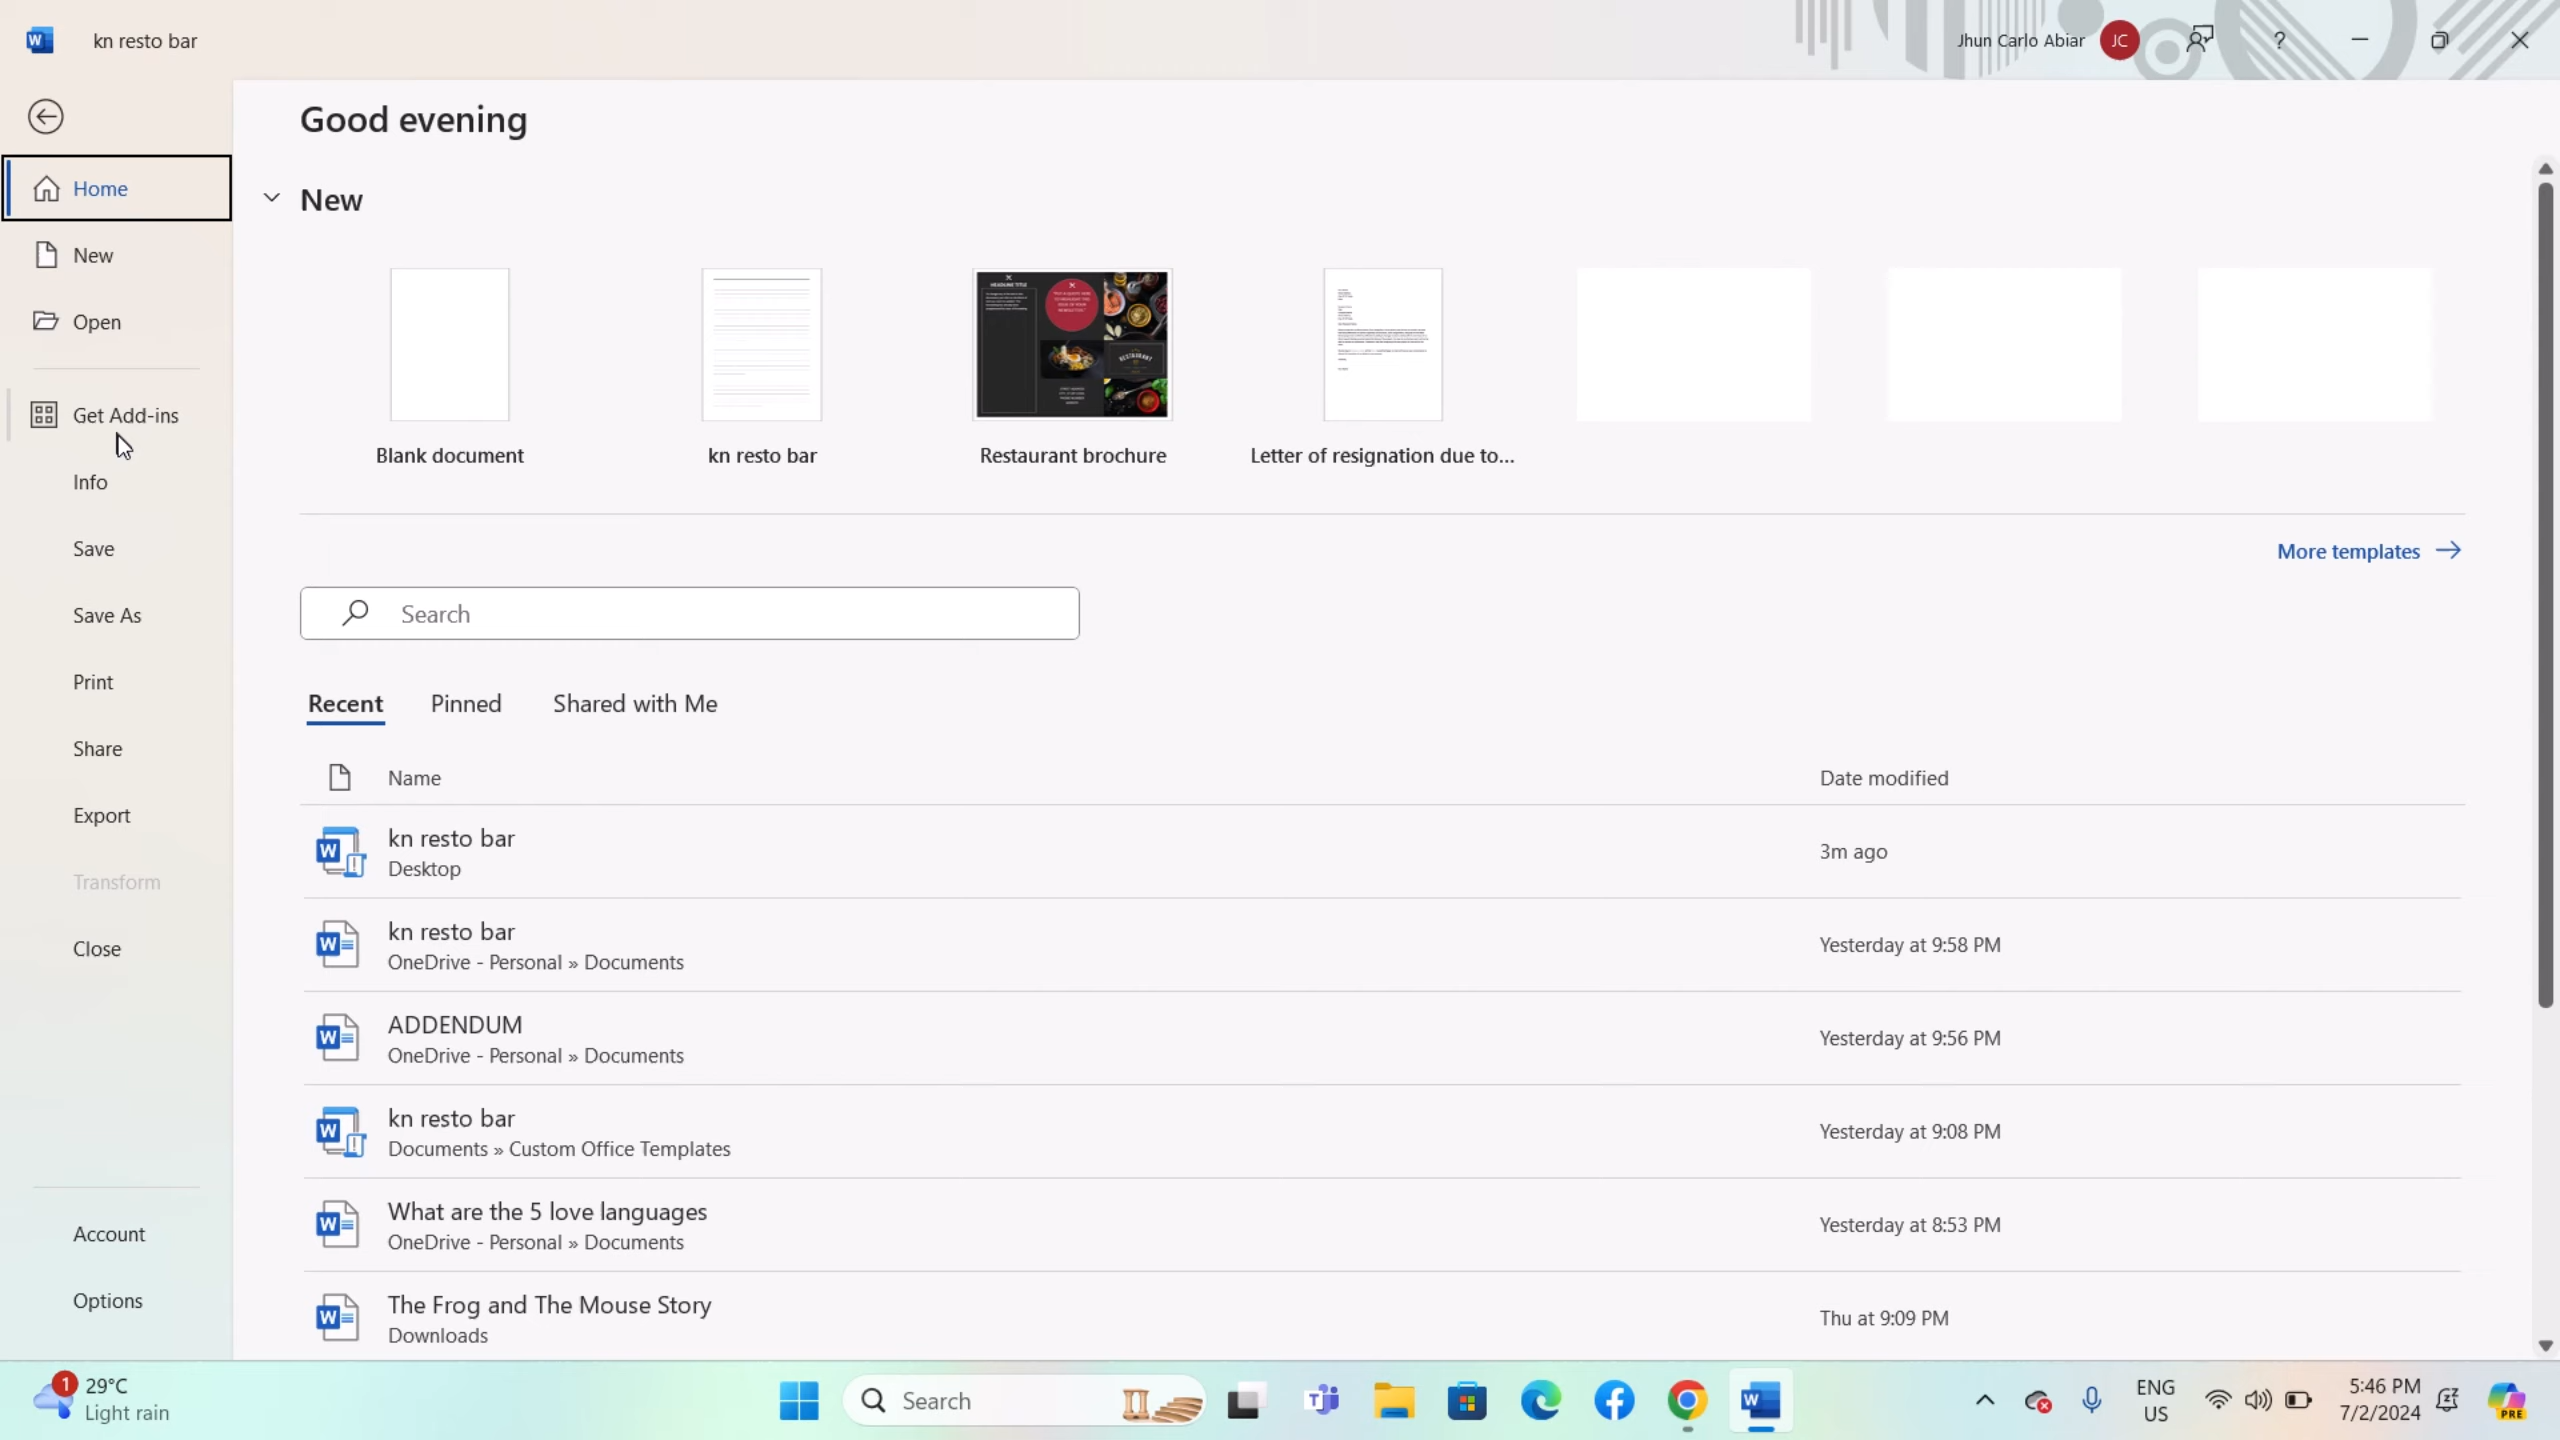 kn resto bar
Jhun Carlo Abiar JC
Good evening
Home
New
New
Open
Get Add-ins
Blank document
kn resto bar
Restaurant brochure
Letter of resignation due to...
Info
Save
More templates
Save As
Search
Print
Recent Pinned Shared with Me
Share
Name Date modified
Export
kn resto bar 3m ago
Desktop
Transform
kn resto bar Yesterday at 9:58 PM
OneDrive - Personal » Documents
Close
ADDENDUM Yesterday at 9:56 PM
OneDrive - Personal » Documents
kn resto bar Yesterday at 9:08 PM
Documents » Custom Office Templates
What are the 5 love languages Yesterday at 8:53 PM
OneDrive - Personal » Documents
Account
The Frog and The Mouse Story Thu at 9:09 PM
Downloads
Options
1 29°C
Light rain
Search
ENG
US
5:46 PM
7/2/2024
PRE